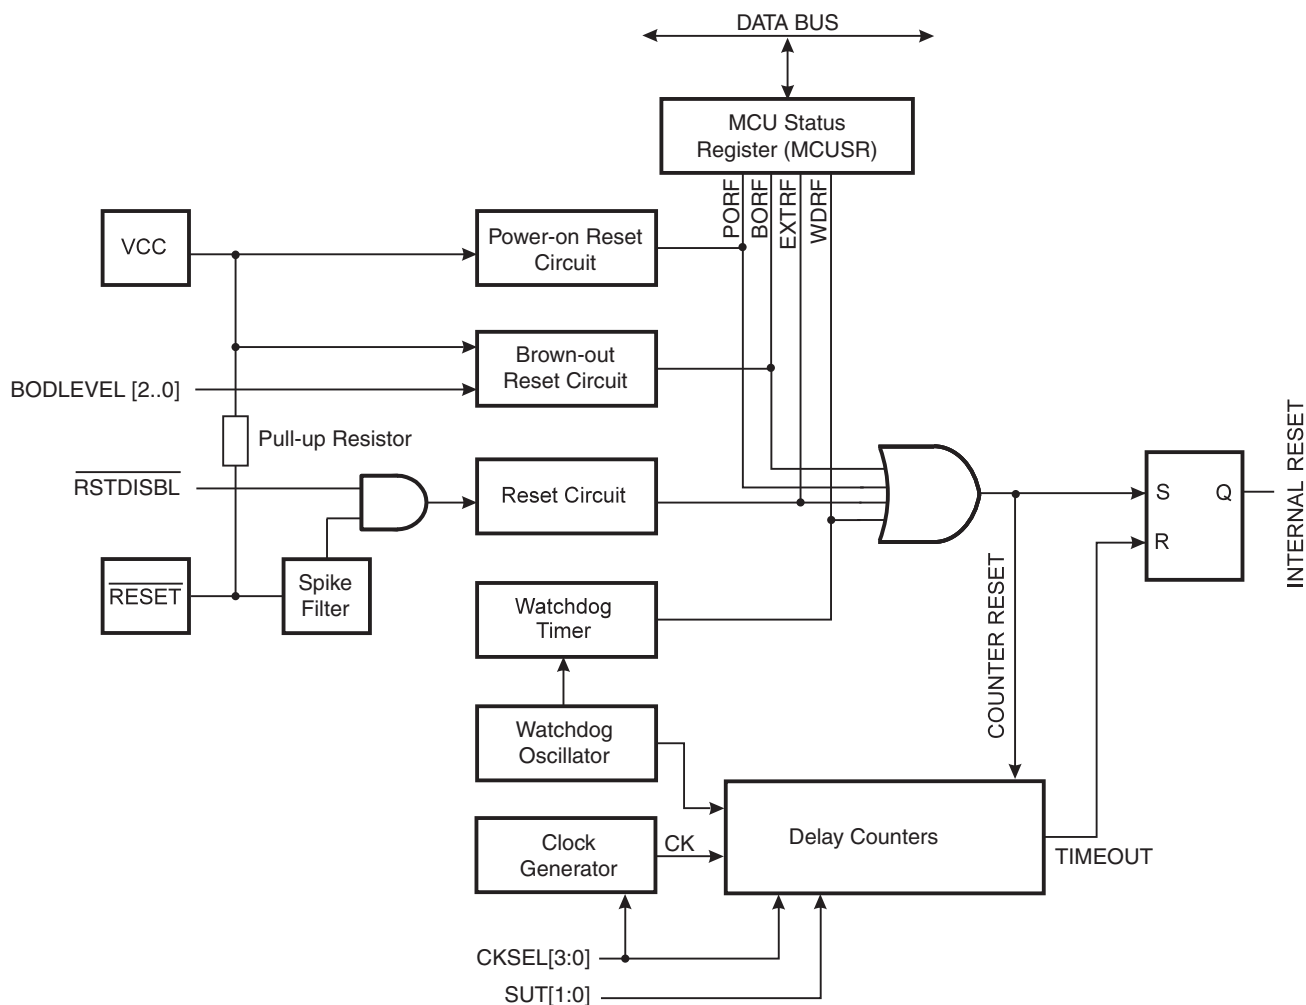 DATA BUS
MCU Status
Register (MCUSR)
PORF
BORF
EXTRF
WDRF
VCC
Power-on Reset
Circuit
Brown-out
Reset Circuit
BODLEVEL [2..0]
Pull-up Resistor
RSTDISBL
Reset Circuit
S
Q
R
INTERNAL RESET
RESET
Spike
Filter
Watchdog
Timer
COUNTER RESET
Watchdog
Oscillator
Clock
Generator
CK
Delay Counters
TIMEOUT
CKSEL[3:0]
SUT[1:0]